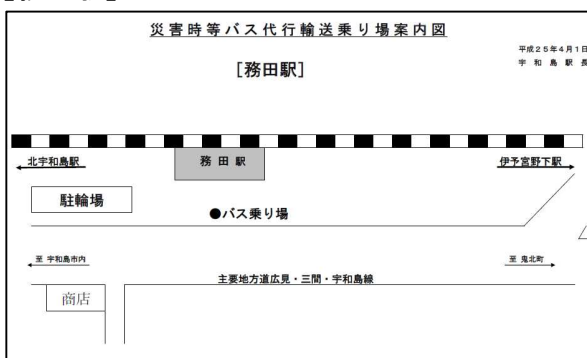 災害時等バス代行輸送乗り場案内図
平成25年4月1日
宇和島駅長
[務田駅]
北宇和島駅
務田駅
伊予宮野下駅
駐輪場
●バス乗り場
至 宇和島市内
至 鬼北町
主要地方道広見・三間・宇和島線
商店